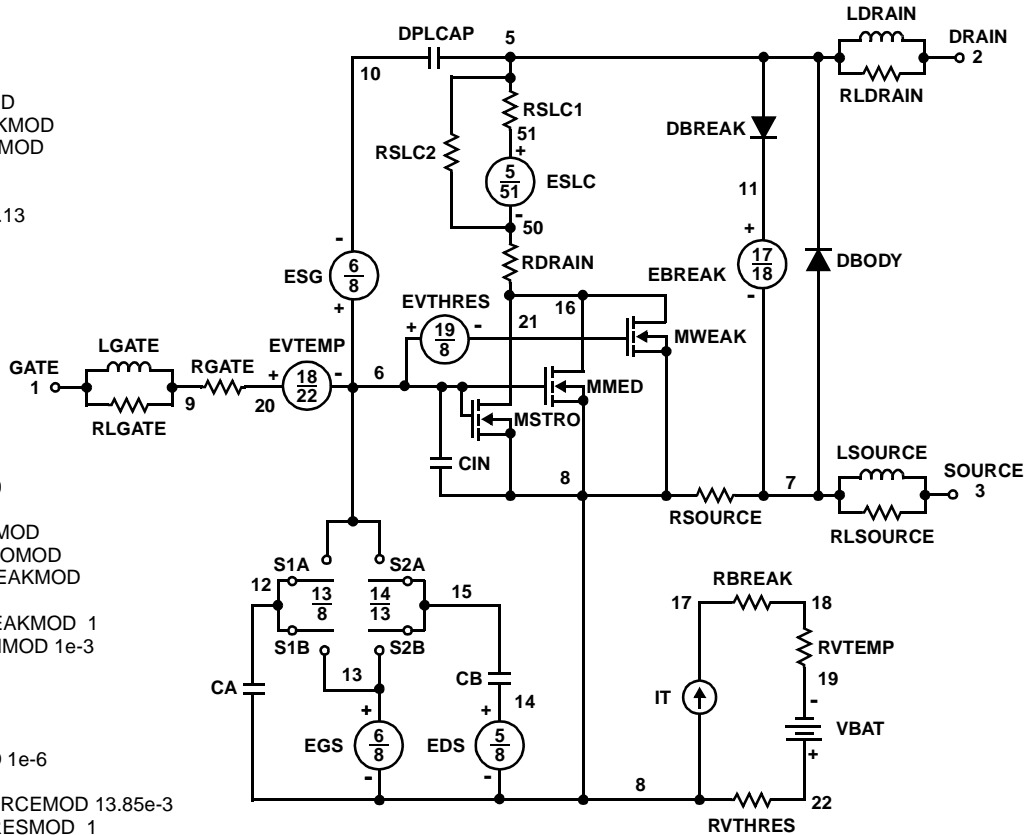 LDRAIN
DPLCAP 5 DRAIN
10 2
RLDRAIN
D
KMOD
MOD
RSLC1
DBREAK
51
RSLC2
+
5
51
ESLC
11
.13
-
50
+
-
RDRAIN
17
18
EBREAK
DBODY
6
8
ESG
-
EVTHRES
16
+
+ 19
8
- 21
MWEAK
LGATE
EVTEMP
RGATE
GATE
1
+ 18
22
- 6
MMED
9
20
MSTRO
RLGATE
LSOURCE
CIN
8
7
SOURCE
3
RSOURCE
RLSOURCE
MOD
OMOD
EAKMOD
S1A
S2A
12
13
8
14
13
15
RBREAK
17
18
EAKMOD 1
MMOD 1e-3
S1B
S2B
RVTEMP
13
CB
19
CA
IT
-
14
VBAT
+
+
EGS
6
8
EDS
5
8
+
-
-
1e-6
8
22
RCEMOD 13.85e-3
RESMOD 1
RVTHRES